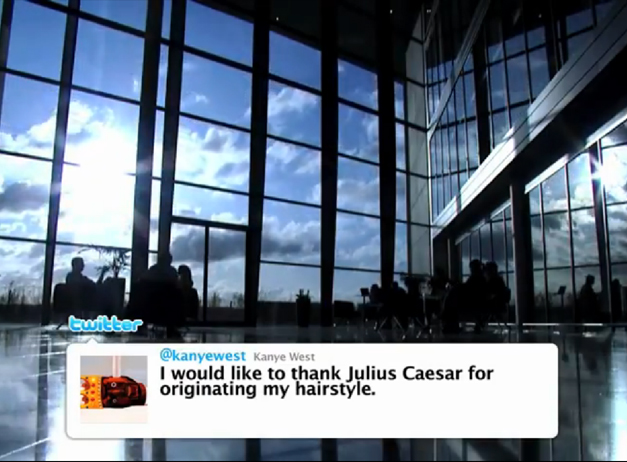 twitter
@kanyewest Kanye West
I would like to thank Julius Caesar for
originating my hairstyle.